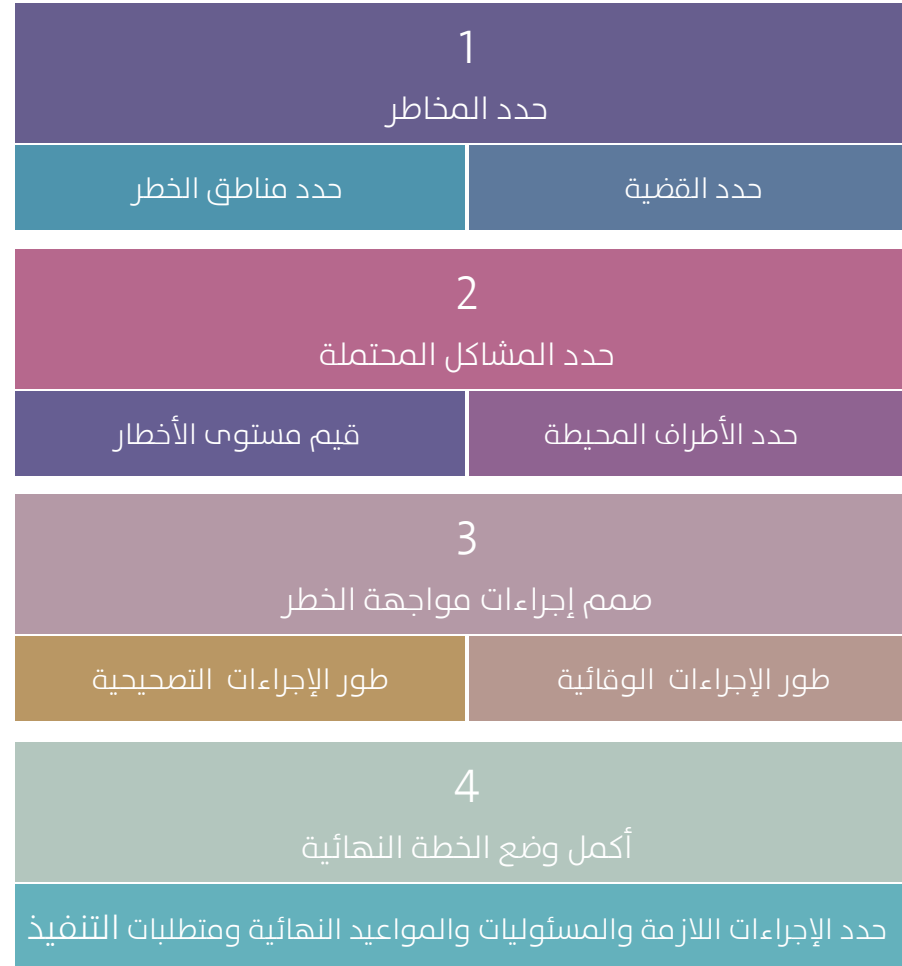 1
حدد المخاطر
حدد القضية
حدد مناطق الخطر
2
حدد المشاكل المحتملة
حدد الأطراف المحيطة
قيم مستوى الأخطار
3
صمم إجراءات مواجهة الخطر
طور الإجراءات الوقائية
طور الإجراءات التصحيحية
4
أكمل وضع الخطة النهائية
حدد الإجراءات اللازمة والمسئوليات والمواعيد النهائية ومتطلبات التنفيذ